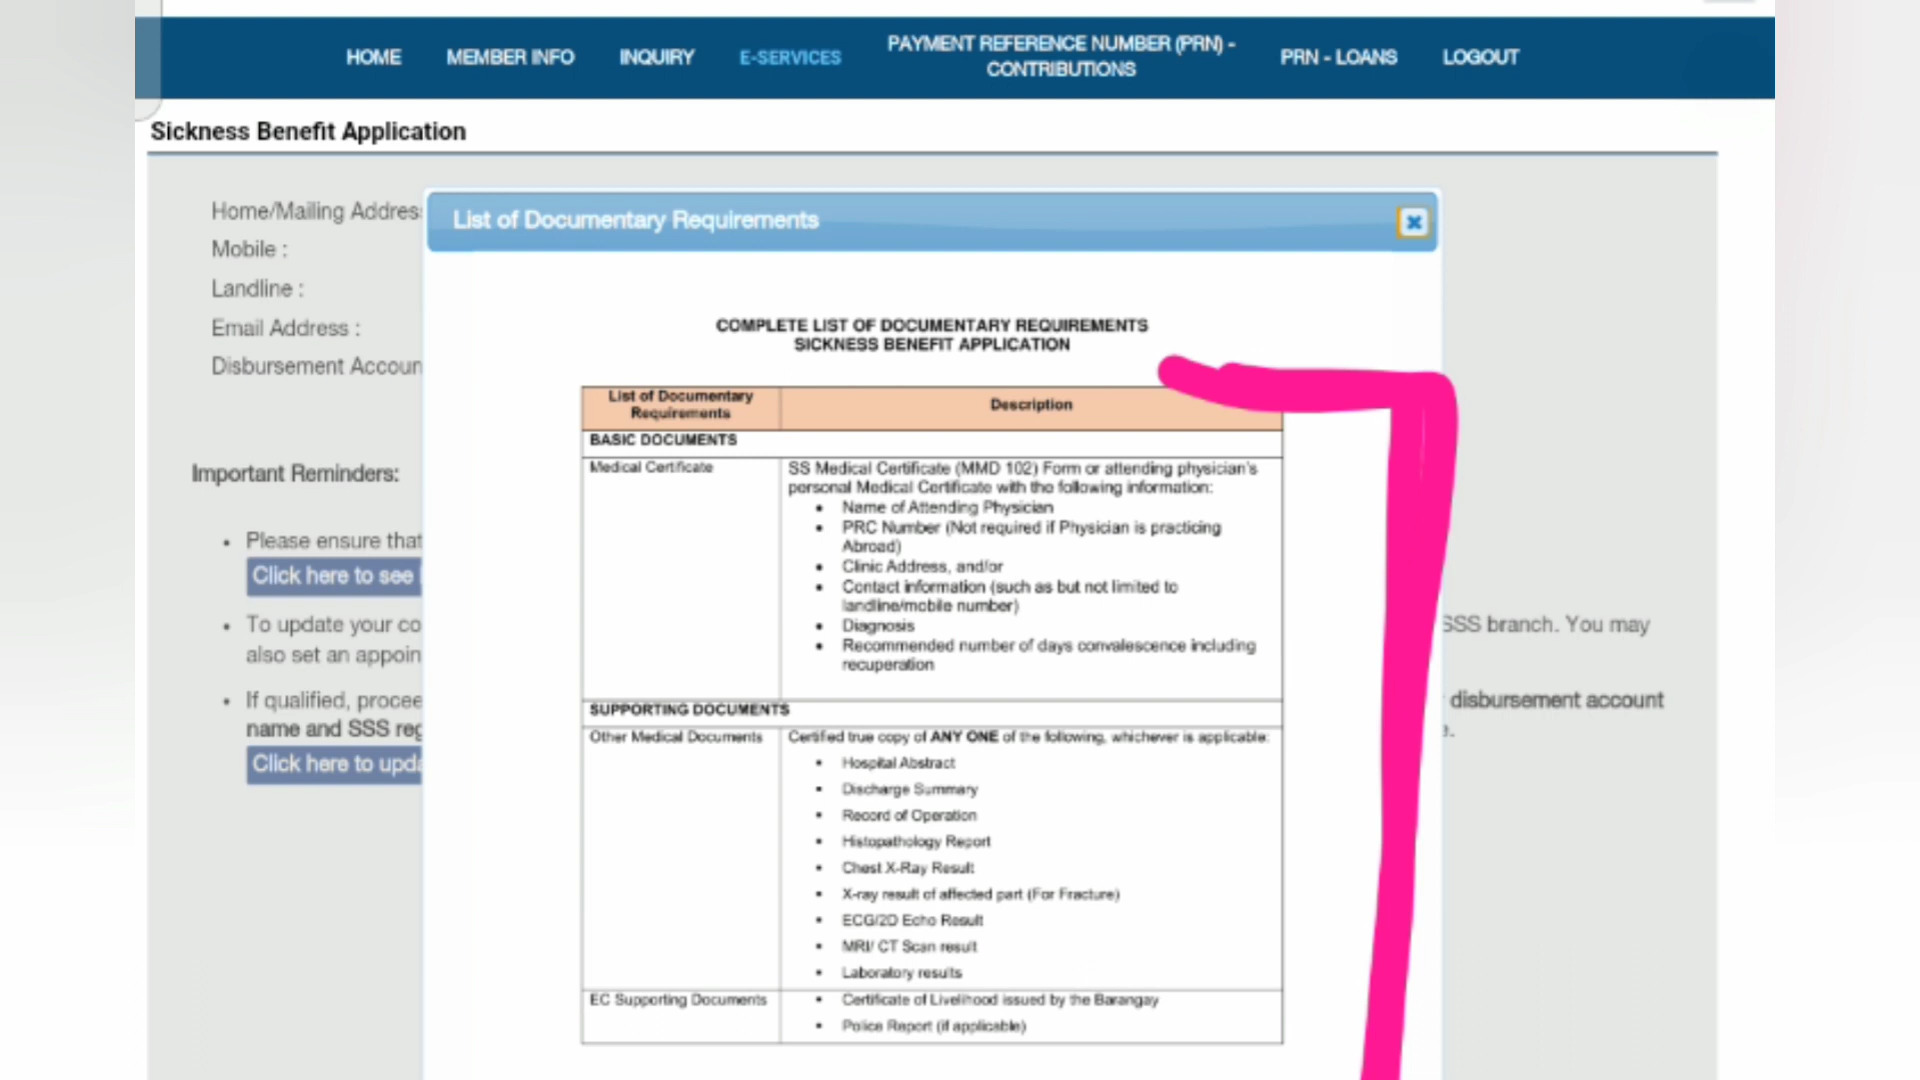 HOME
MEMBER INFO
INQUIRY
E-SERVICES
PAYMENT REFERENCE NUMBER (PRN) -
CONTRIBUTIONS
PRN - LOANS
LOGOUT
Sickness Benefit Application
Home/Mailing Addres
Mobile :
Landline :
Email Address :
Disbursement Accoun
Important Reminders:
• Please ensure that
Click here to see
• To update your co
also set an appoin
• If qualified, procee
name and SSS reg
Click here to upda
SSS branch. You may
disbursement account
e.
List of Documentary Requirements
COMPLETE LIST OF DOCUMENTARY REQUIREMENTS
SICKNESS BENEFIT APPLICATION
List of Documentary
Requirements
Description
BASIC DOCUMENTS
Medical Certificate
SS Medical Certificate (MMD 102) Form or attending physician's
personal Medical Certificate with the following information:
• Name of Attending Physician
• PRC Number (Not required if Physician is practicing
Abroad)
• Clinic Address, and/or
• Contact information (such as but not limited to
landline/mobile number)
• Diagnosis
• Recommended number of days convalescence including
recuperation
SUPPORTING DOCUMENTS
Other Medical Documents
Certified true copy of ANY ONE of the following, whichever is applicable:
• Hospital Abstract
• Discharge Summary
• Record of Operation
• Histopathology Report
• Chest X-Ray Result
• X-ray result of affected part (For Fracture)
• ECG/2D Echo Result
• MRI/ CT Scan result
• Laboratory results
EC Supporting Documents
• Certificate of Livelihood issued by the Barangay
• Police Report (if applicable)